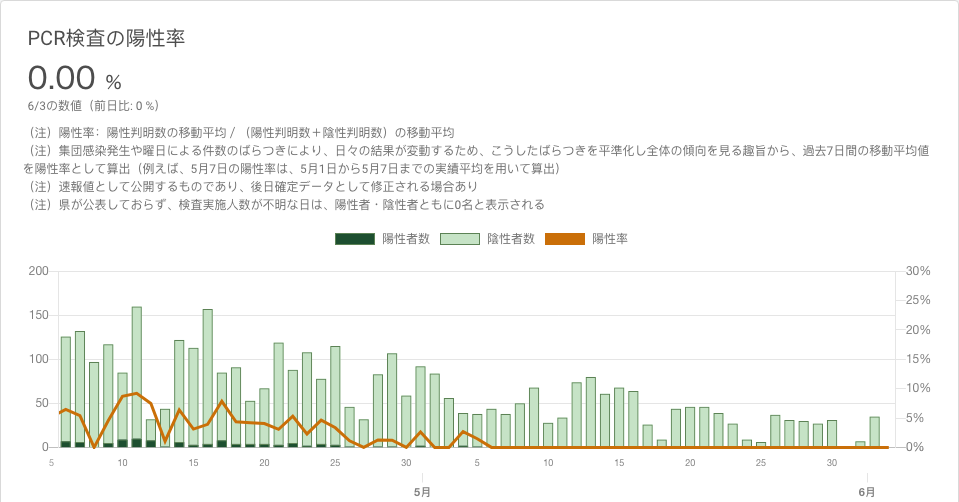 PCR検査の陽性率
0.00 %
6/3の数値（前日比: 0 %）
（注）陽性率：陽性判明数の移動平均 / （陽性判明数＋陰性判明数）の移動平均
（注）集団感染発生や曜日による件数のばらつきにより、日々の結果が変動するため、こうしたばらつきを平準化し全体の傾向を見る趣旨から、過去7日間の移動平均値
を陽性率として算出（例えば、5月7日の陽性率は、5月1日から5月7日までの実績平均を用いて算出）
（注）速報値として公開するものであり、後日確定データとして修正される場合あり
（注）県が公表しておらず、検査実施人数が不明な日は、陽性者・陰性者ともに0名と表示される
陽性者数 陰性者数 陽性率
200 30%
25%
150 20%
100 15%
10%
50 5%
0 0%
5 10 15 20 25 30 5 10 15 20 25 30
5月 6月